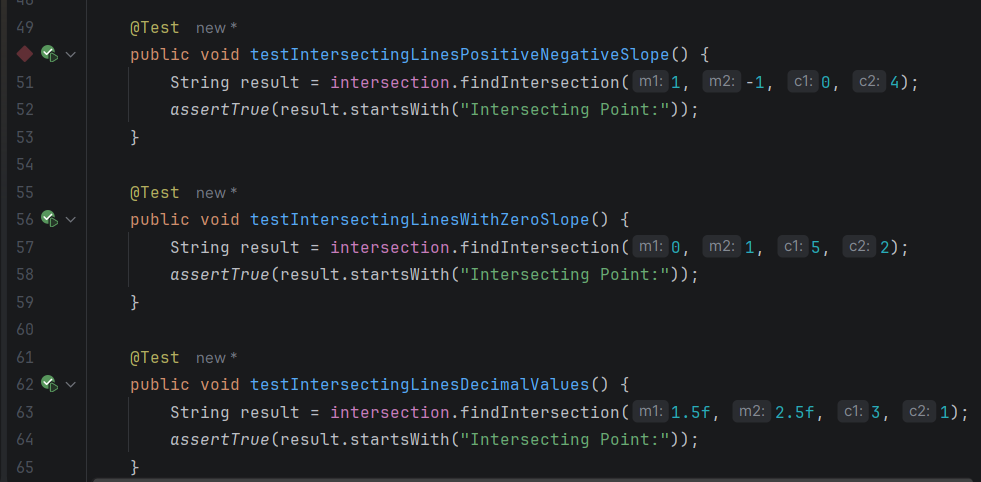 48
49 @Test new *
public void testIntersectingLinesPositiveNegativeSlope() {
51 String result = intersection.findIntersection( m1: 1, m2: -1, c1: 0, c2: 4);
52 assertTrue(result.startsWith("Intersecting Point:"));
53 }
54
55 @Test new *
56 public void testIntersectingLinesWithZeroSlope() {
57 String result = intersection.findIntersection( m1: 0, m2: 1, c1: 5, c2: 2);
58 assertTrue(result.startsWith("Intersecting Point:"));
59 }
60
61 @Test new *
62 public void testIntersectingLinesDecimalValues() {
63 String result = intersection.findIntersection( m1: 1.5f, m2: 2.5f, c1: 3, c2: 1);
64 assertTrue(result.startsWith("Intersecting Point:"));
65 }